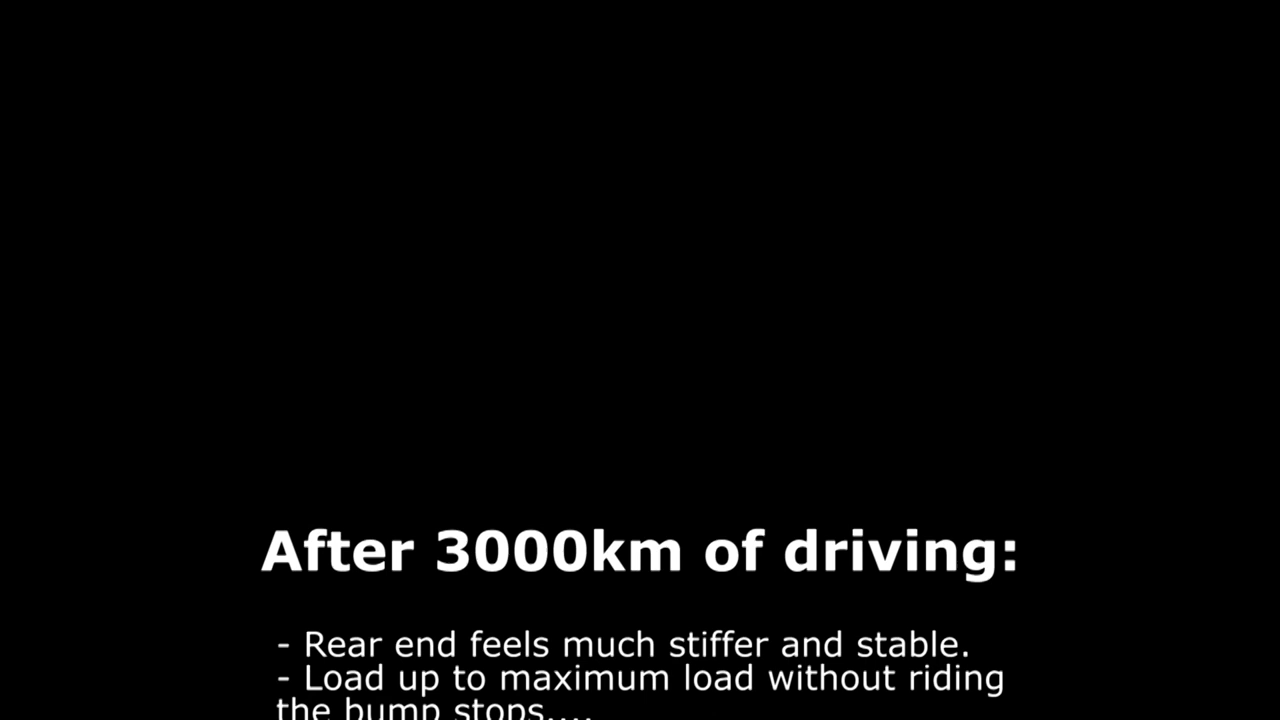 After 3000km of driving:
- Rear end feels much stiffer and stable.
- Load up to maximum load without riding
the bump stops....